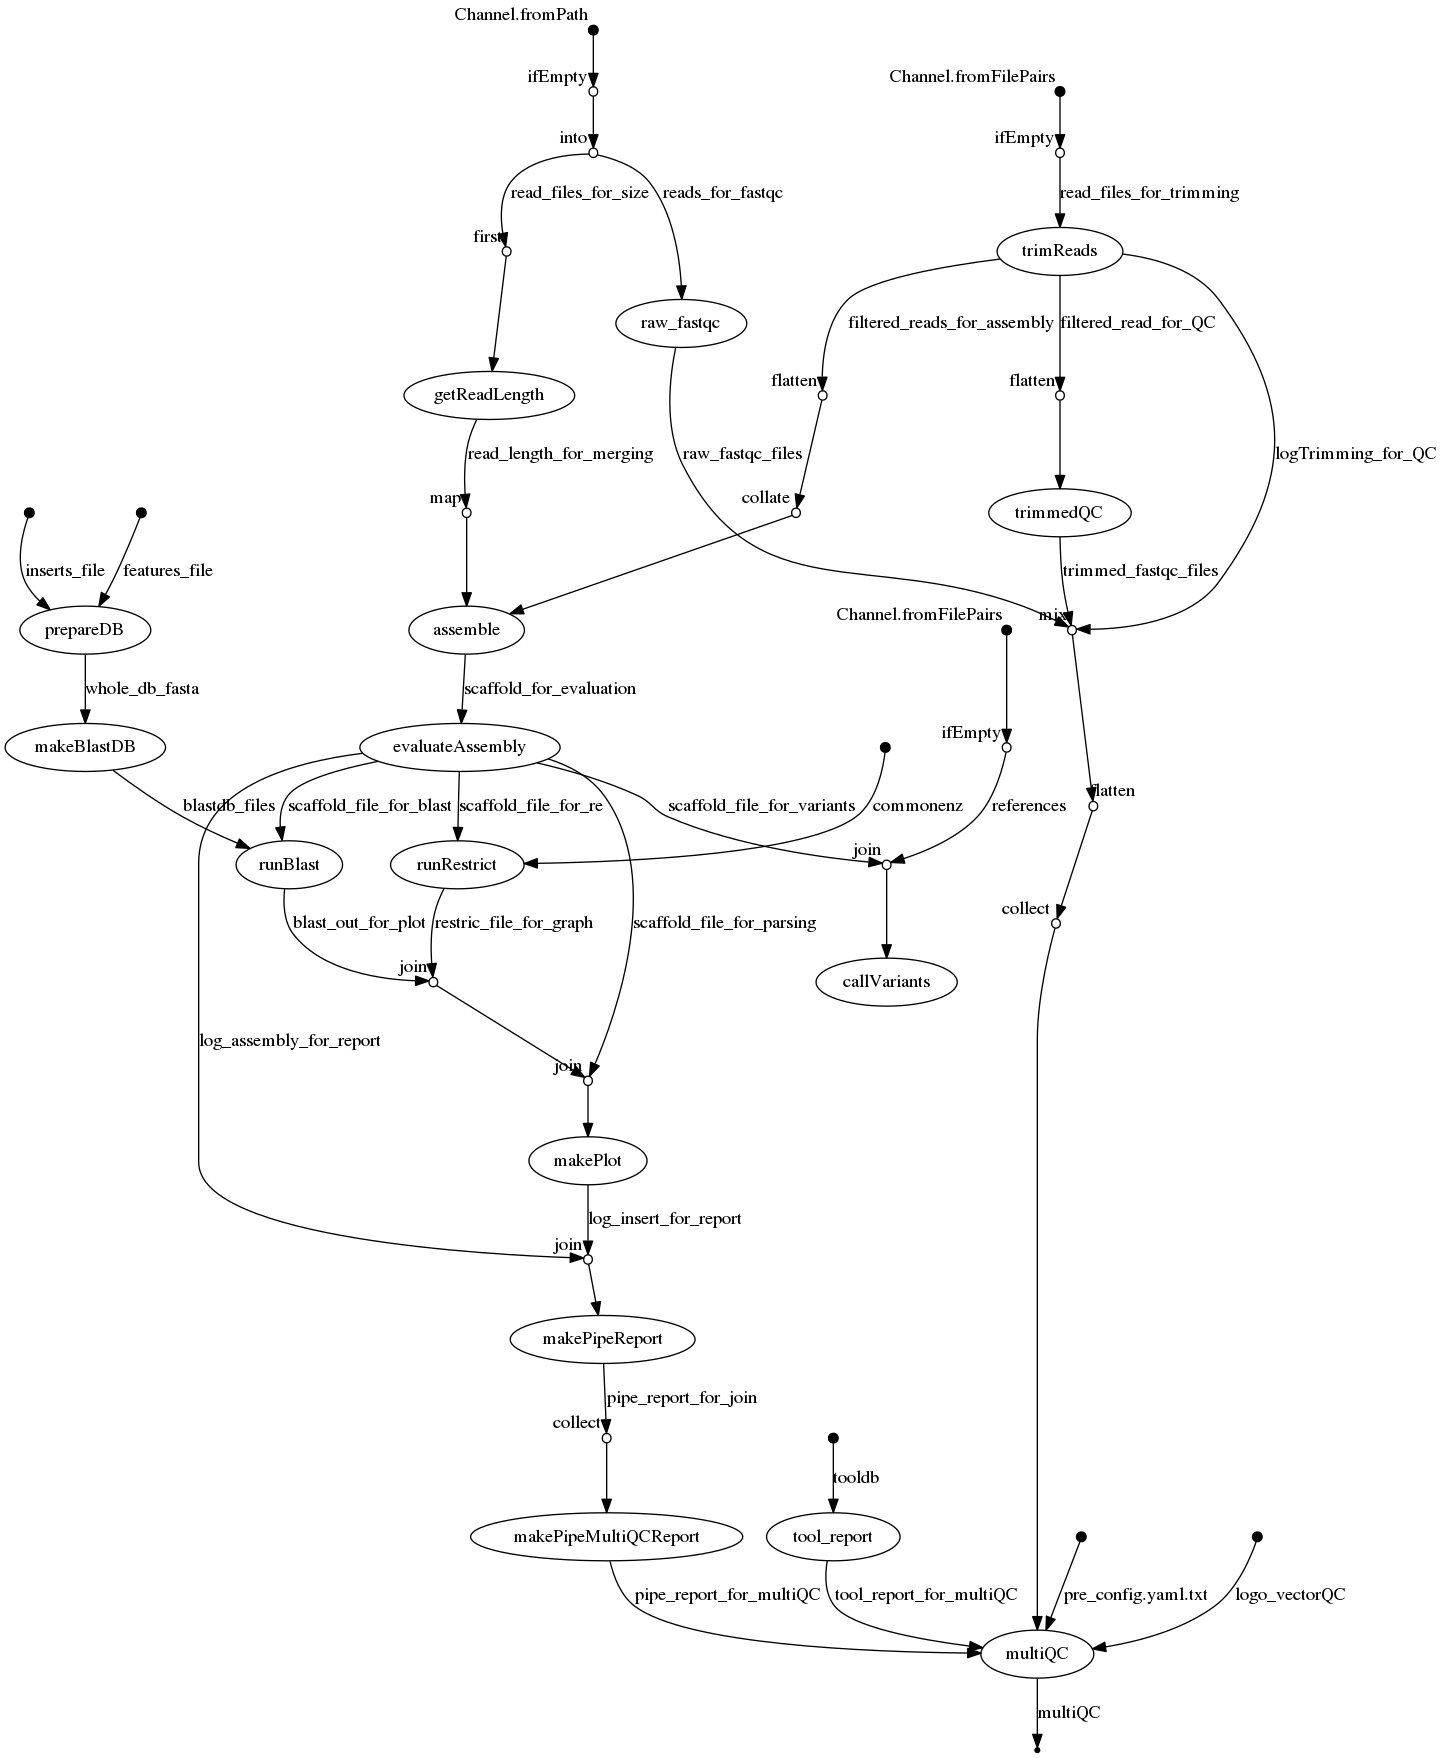 Channel.fromPath
ifEmpty
Channel.fromFilePairs
into
ifEmpty
read_files_for_size
reads_for_fastqc
read_files_for_trimming
first
trimReads
raw_fastqc
filtered_reads_for_assembly
filtered_read_for_QC
flatten
flatten
getReadLength
read_length_for_merging
raw_fastqc_files
logTrimming_for_QC
map
collate
trimmedQC
inserts_file
features_file
trimmed_fastqc_files
Channel.fromFilePairs
mix
prepareDB
assemble
whole_db_fasta
scaffold_for_evaluation
ifEmpty
makeBlastDB
evaluateAssembly
flatten
blastdb_files
scaffold_file_for_blast
scaffold_file_for_re
scaffold_file_for_variants
commonenz
references
join
runBlast
runRestrict
collect
blast_out_for_plot
restric_file_for_graph
scaffold_file_for_parsing
join
callVariants
log_assembly_for_report
join
makePlot
log_insert_for_report
join
makePipeReport
pipe_report_for_join
collect
tooldb
makePipeMultiQCReport
tool_report
pipe_report_for_multiQC
tool_report_for_multiQC
pre_config.yaml.txt
logo_vectorQC
multiQC
multiQC